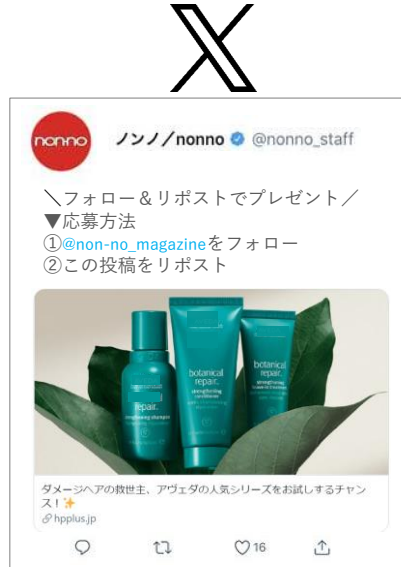 nonno
ノンノ/nonno @nonno_staff
＼フォロー＆リポストでプレゼント／
▼応募方法
①@non-no_magazineをフォロー
②この投稿をリポスト
repair.
strengthening shampoo
botanical
repair.
strengthening
conditioner
botanical
repair.
strengthening
ダメージヘアの救世主、アヴェダの人気シリーズをお試しするチャン
ス！✨
hpplus.jp
16